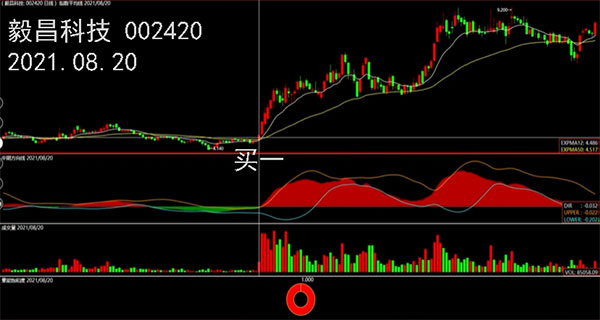 (毅昌科技 002420 日线) 指数平均线 2021/08/20
毅昌科技 002420
2021.08.20
9.200
4.140
EXPMA12: 4.486
EXPMA50: 4.517
买一
2021/08/20
DIR : -0.032
UPPER : -0.022
LOWER : -0.202
成交量 2021/08/20
VOL: 85058.09
2021/08/20
1.000